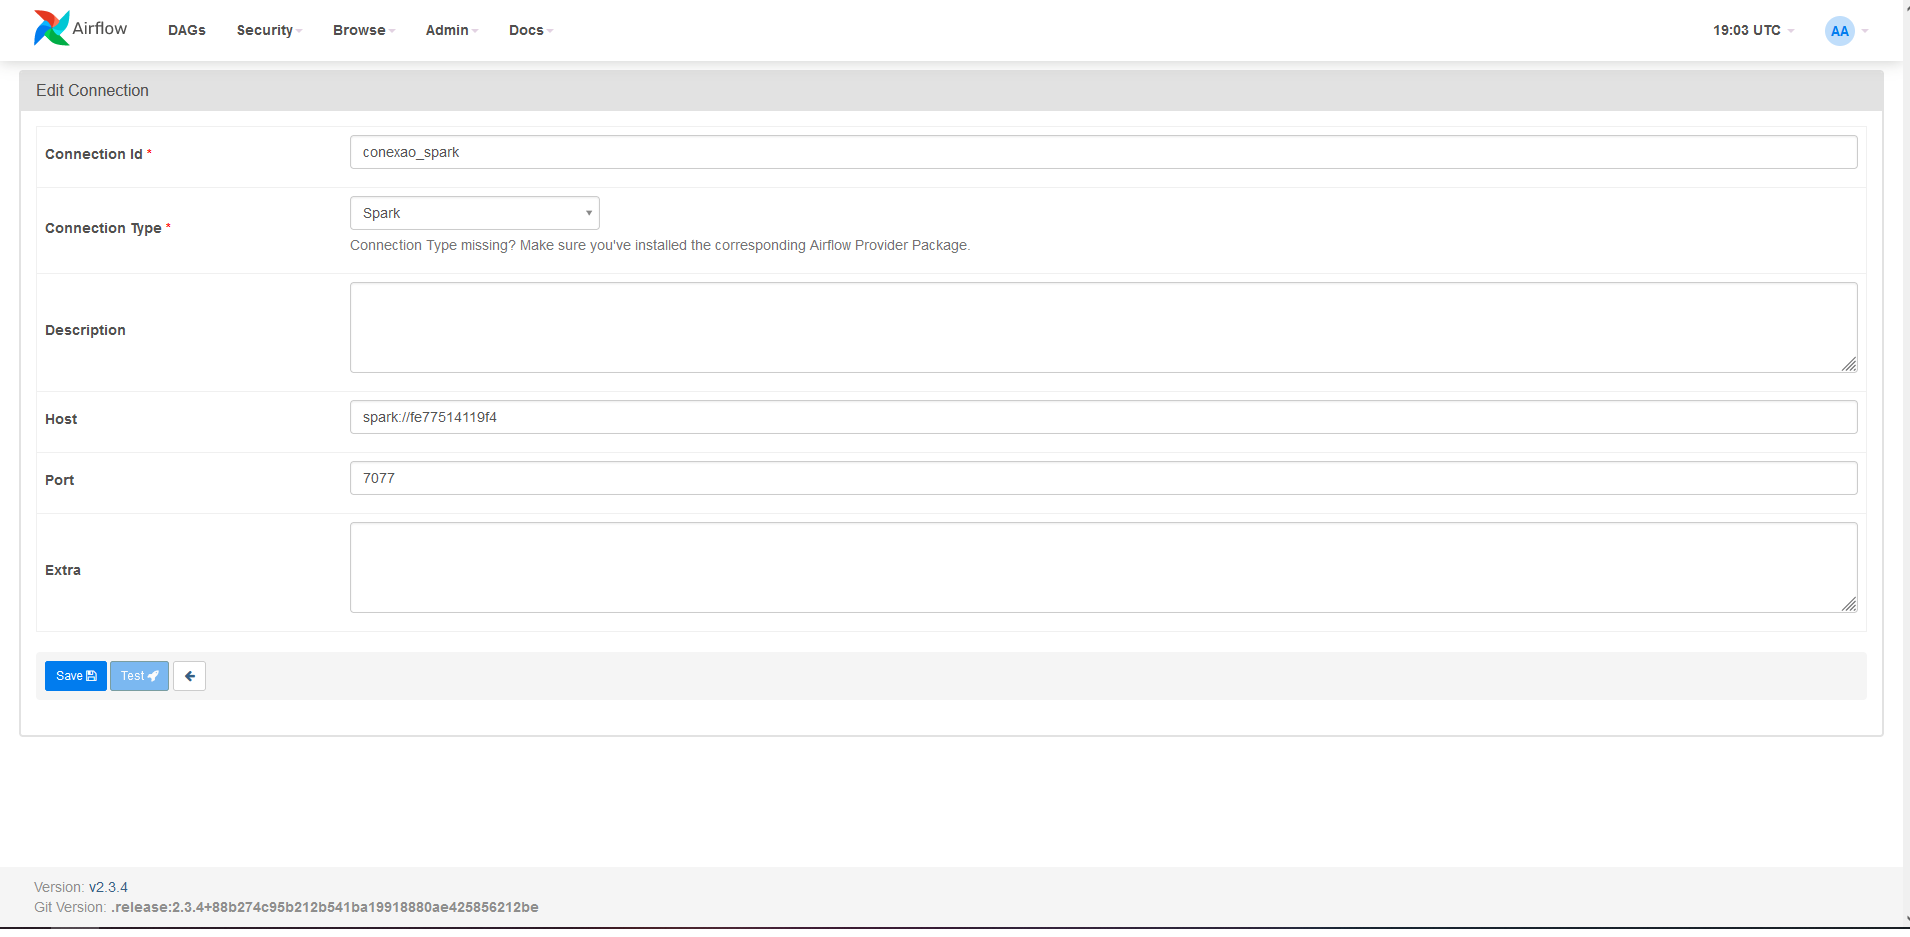 Airflow DAGs Security Browse Admin Docs 19:03 UTC AA
Edit Connection
Connection Id * conexao_spark
Connection Type * Spark
Connection Type missing? Make sure you've installed the corresponding Airflow Provider Package.
Description
Host spark://fe77514119f4
Port 7077
Extra
Save Test
Version: v2.3.4
Git Version: .release:2.3.4+88b274c95b212b541ba19918880ae425856212be